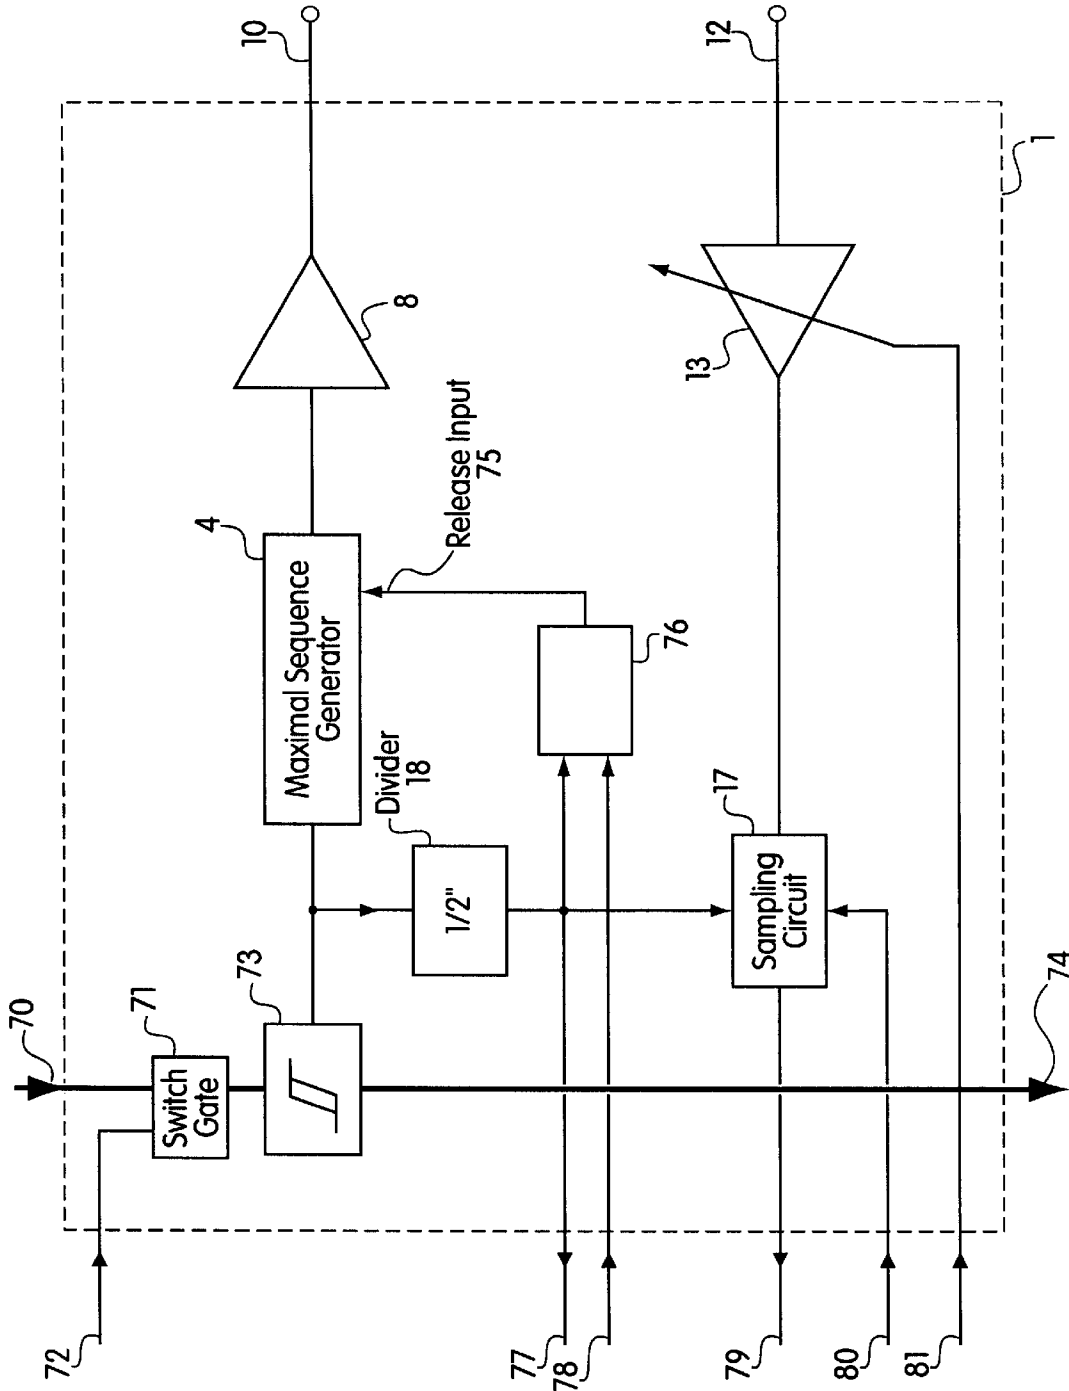 70
72
71
Switch
Gate
4
73
10
Maximal Sequence
Generator
Divider
18
8
1/2"
Release Input
75
77
78
76
13
12
17
79
Sampling
Circuit
80
81
1
74